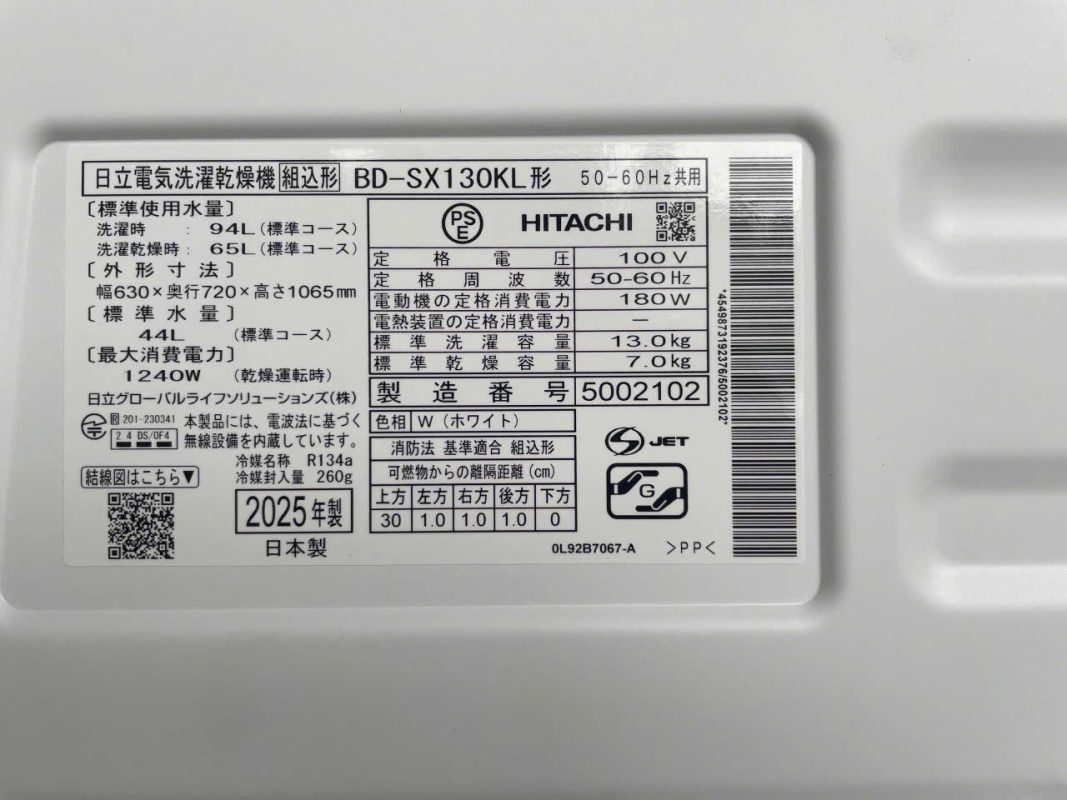 日立電気洗濯乾燥機 組込形 BD-SX130KL形 50-60Hz共用
〔標準使用水量〕
洗濯時 : 94L(標準コース)
洗濯乾燥時: 65L(標準コース)
〔外形寸法〕
幅630×奥行720×高さ1065mm
〔標準水量〕
44L (標準コース)
〔最大消費電力〕
1240W (乾燥運転時)
日立グローバルライフソリューションズ(株)
R 201-230341 本製品には、電波法に基づく
2.4 DS/OF4 無線設備を内蔵しています。
冷媒名称 R134a
冷媒封入量 260g
結線図はこちら▼
2025年製
日本製
PSE HITACHI
定格電圧 100V
定格周波数 50-60Hz
電動機の定格消費電力 180W
電熱装置の定格消費電力 —
標準洗濯容量 13.0kg
標準乾燥容量 7.0kg
製造番号 5002102
色相 W(ホワイト)
消防法 基準適合 組込形
可燃物からの離隔距離(cm)
上方 左方 右方 後方 下方
30 1.0 1.0 1.0 0
S JET
G
0L92B7067-A >PP<
*4549873192376/5002102*